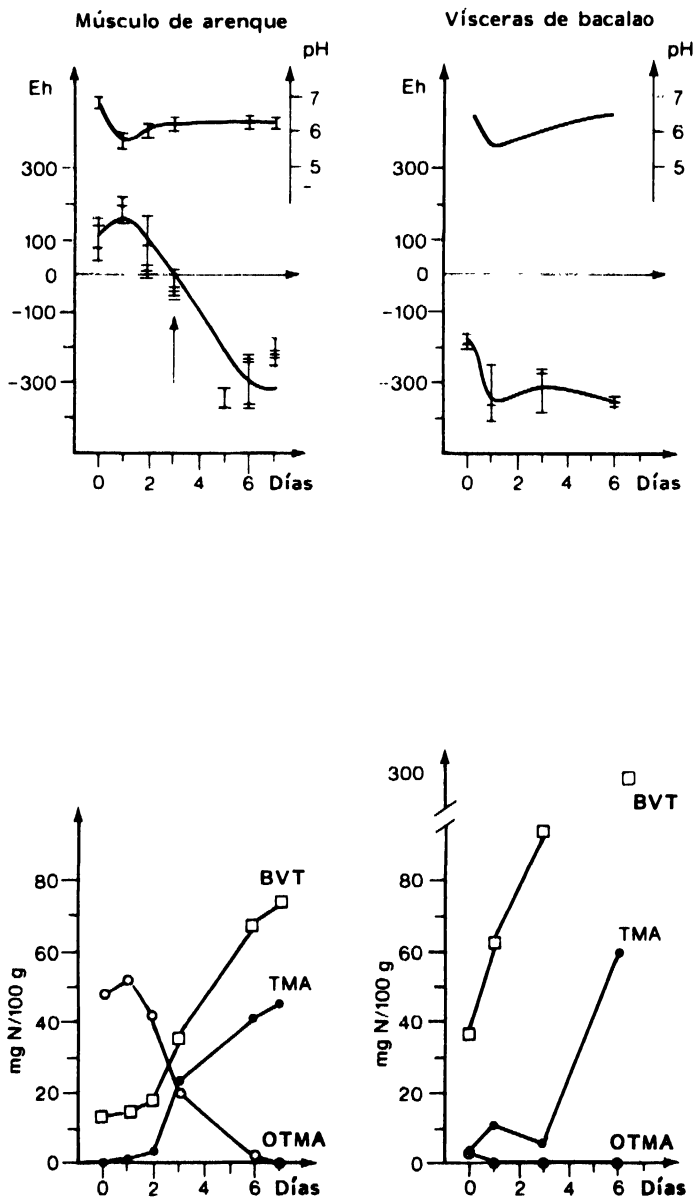 Músculo de arenque
Eh
pH
7
6
5
300
100
0
-100
-300
0 2 4 6 Días
Vísceras de bacalao
Eh
pH
7
6
5
300
100
0
-100
-300
0 2 4 6 Días
mg N/100 g
80
60
40
20
0
BVT
TMA
OTMA
0 2 4 6 Días
mg N/100 g
300
80
60
40
20
0
BVT
TMA
OTMA
0 2 4 6 Días